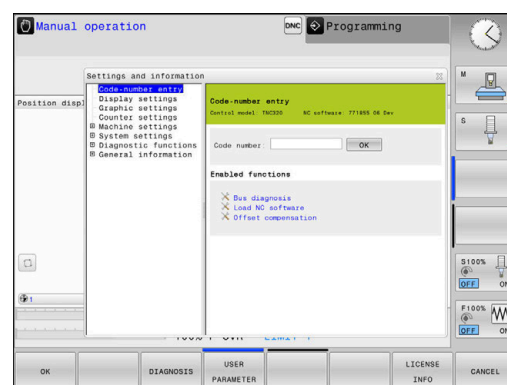 Manual operation
DNC
Programming
Position displ
Settings and information
Code-number entry
Display settings
Graphic settings
Counter settings
Machine settings
System settings
Diagnostic functions
General information
Code-number entry
Control model: TNC320 NC software: 771855 06 Dev
Code number:
OK
Enabled functions
Bus diagnosis
Load NC software
Offset compensation
M
S
S100%
OFF
ON
F100%
OFF
ON
1
OK
DIAGNOSIS
USER PARAMETER
LICENSE INFO
CANCEL